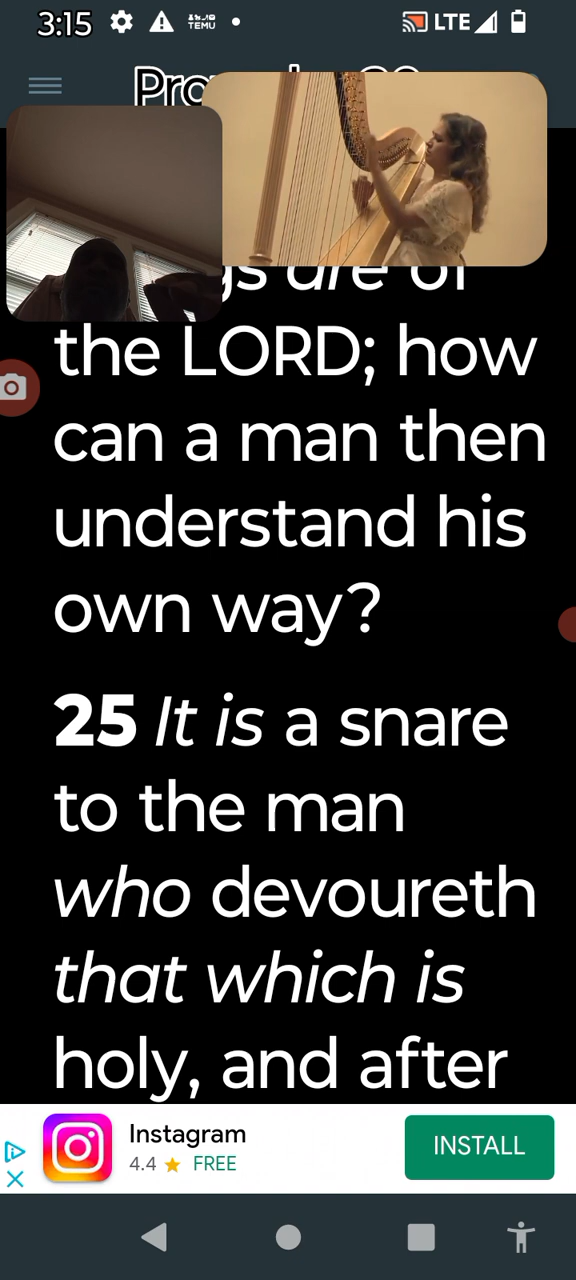 3:15
TEMU
LTE
the LORD; how
can a man then
understand his
own way?
25 It is a snare
to the man
who devoureth
that which is
holy, and after
Instagram
4.4 ★ FREE
INSTALL